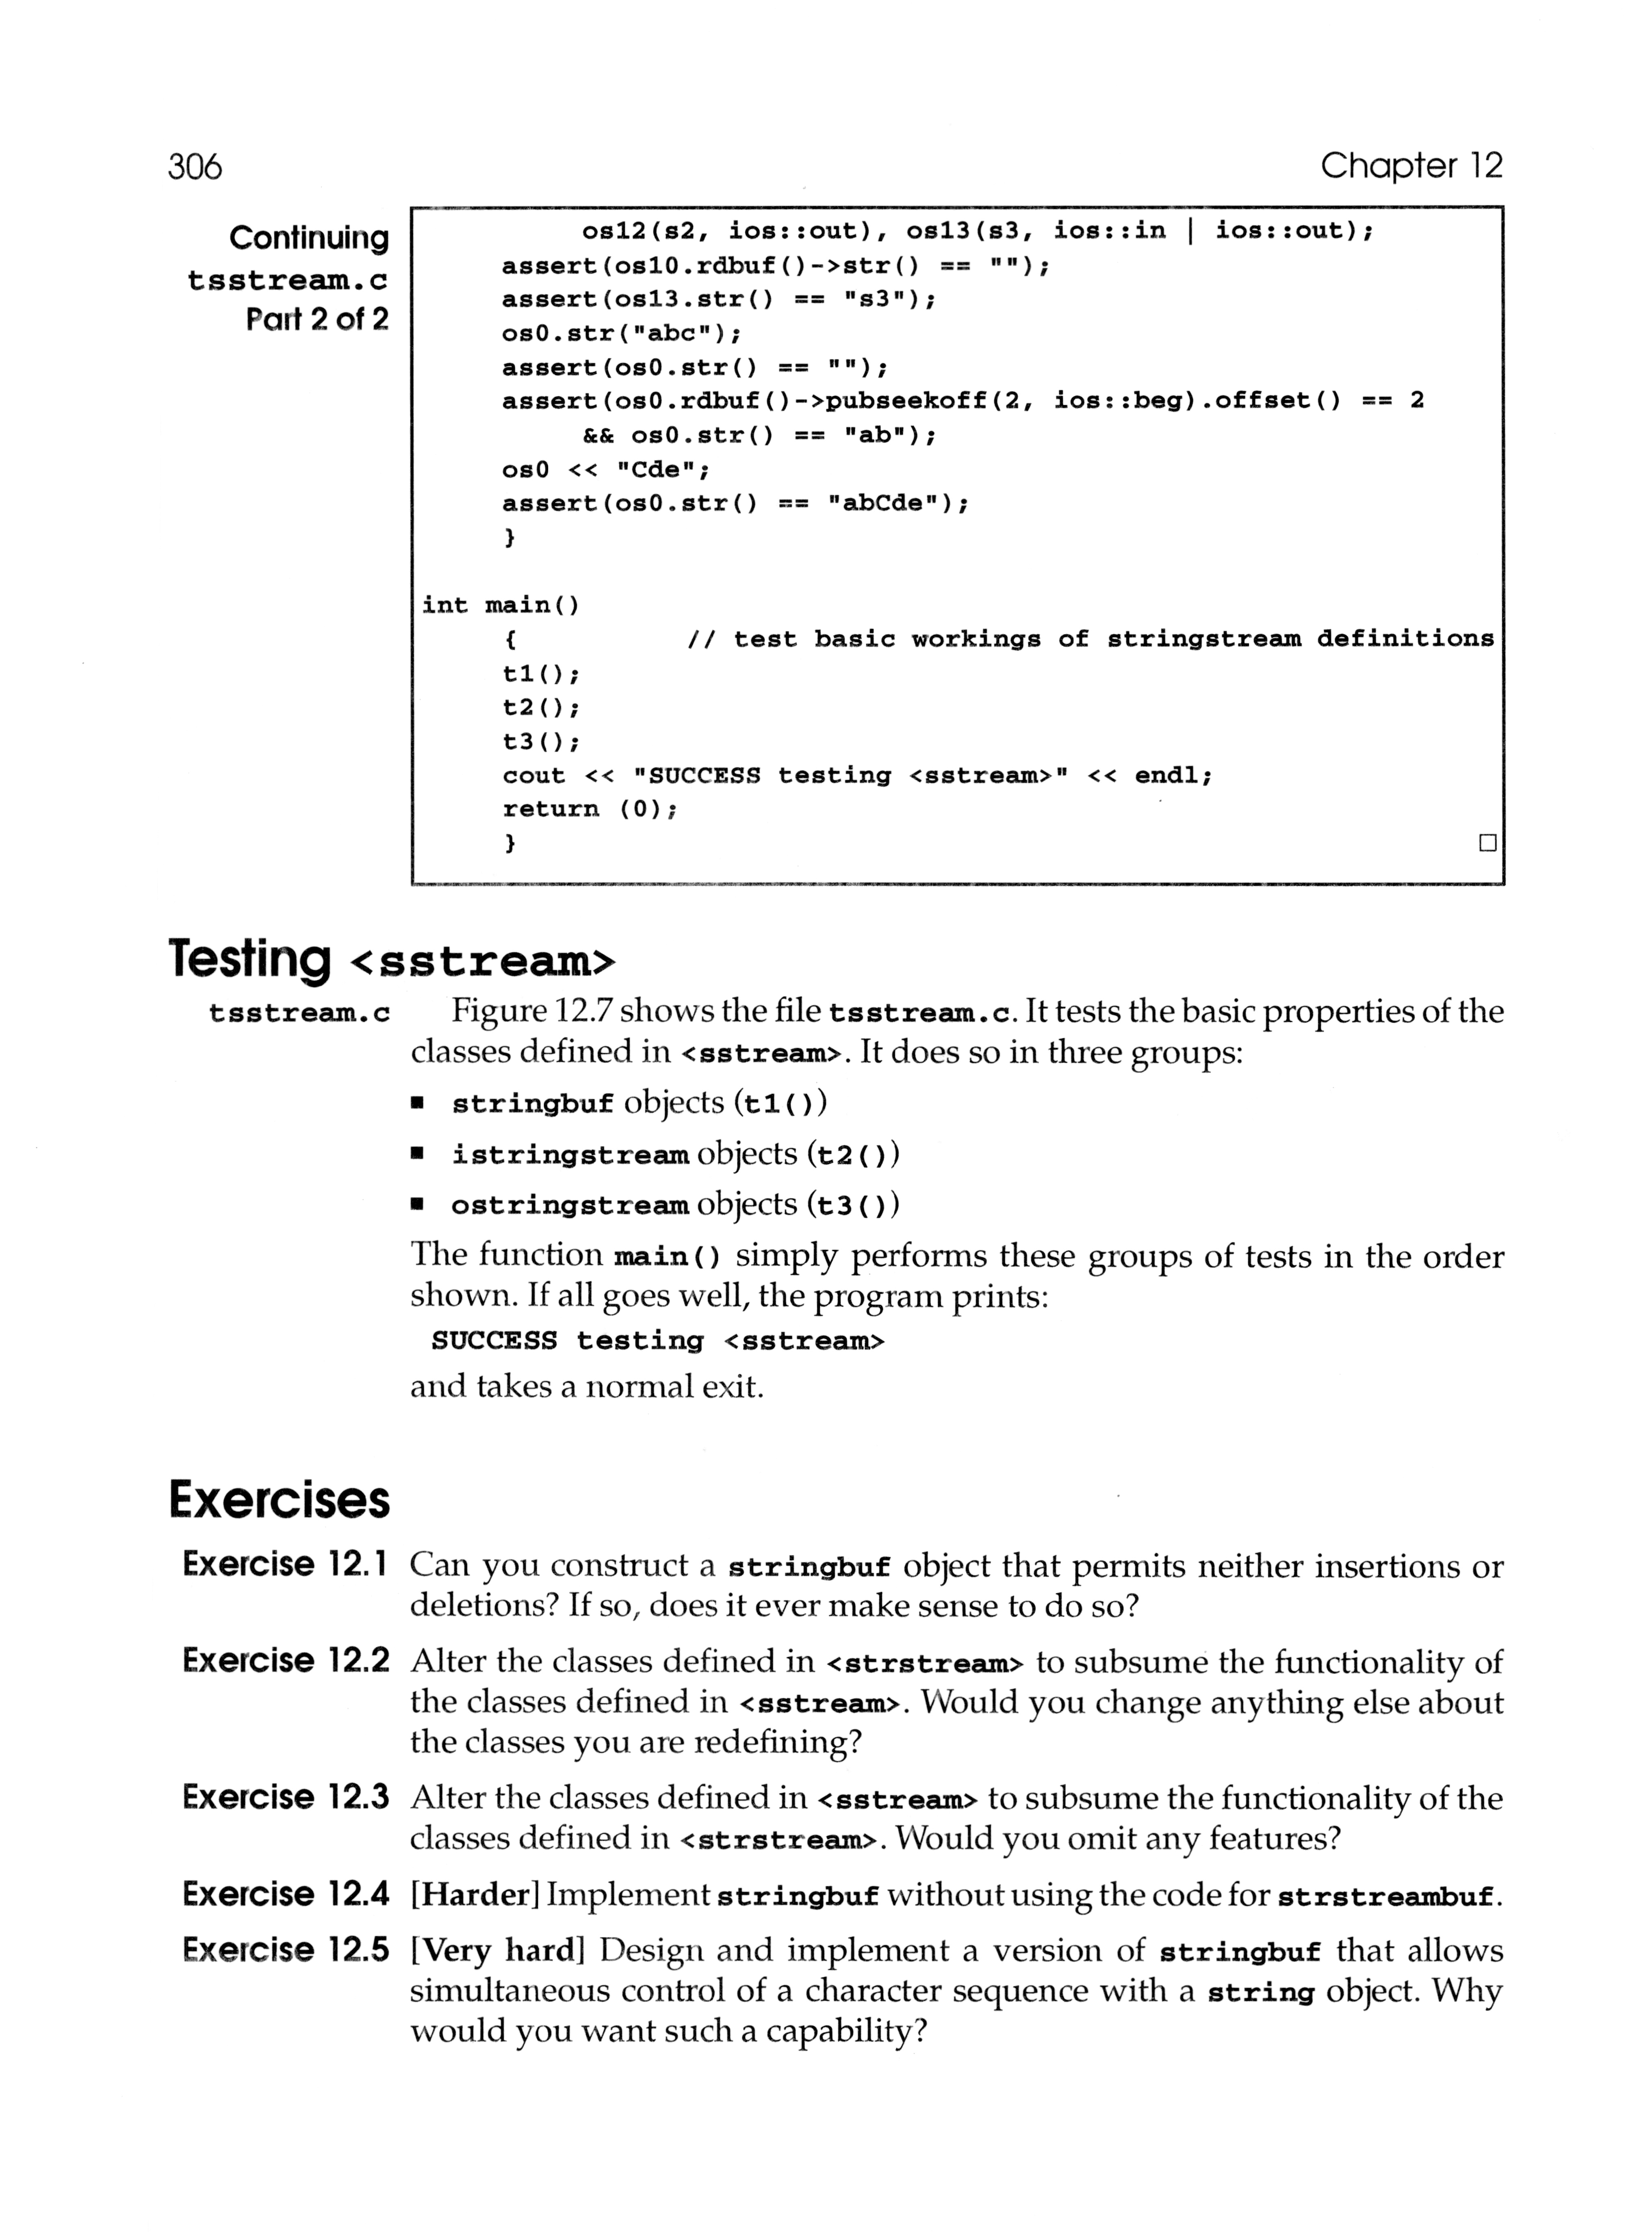 306
Chapter 12
Continuing
tsstream.c
Part 2 of 2
os12(s2, ios::out), os13(s3, ios::in | ios::out);
assert(os10.rdbuf()->str() == "");
assert(os13.str() == "s3");
os0.str("abc");
assert(os0.str() == "");
assert(os0.rdbuf()->pubseekoff(2, ios::beg).offset() == 2
&& os0.str() == "ab");
os0 << "Cde";
assert(os0.str() == "abCde");
}
int main()
{ // test basic workings of stringstream definitions
t1();
t2();
t3();
cout << "SUCCESS testing <sstream>" << endl;
return (0);
}
Testing <sstream>
tsstream.c Figure 12.7 shows the file tsstream.c. It tests the basic properties of the
classes defined in <sstream>. It does so in three groups:
■ stringbuf objects (t1())
■ istringstream objects (t2())
■ ostringstream objects (t3())
The function main() simply performs these groups of tests in the order
shown. If all goes well, the program prints:
SUCCESS testing <sstream>
and takes a normal exit.
Exercises
Exercise 12.1 Can you construct a stringbuf object that permits neither insertions or
deletions? If so, does it ever make sense to do so?
Exercise 12.2 Alter the classes defined in <strstream> to subsume the functionality of
the classes defined in <sstream>. Would you change anything else about
the classes you are redefining?
Exercise 12.3 Alter the classes defined in <sstream> to subsume the functionality of the
classes defined in <strstream>. Would you omit any features?
Exercise 12.4 [Harder] Implement stringbuf without using the code for strstreambuf.
Exercise 12.5 [Very hard] Design and implement a version of stringbuf that allows
simultaneous control of a character sequence with a string object. Why
would you want such a capability?